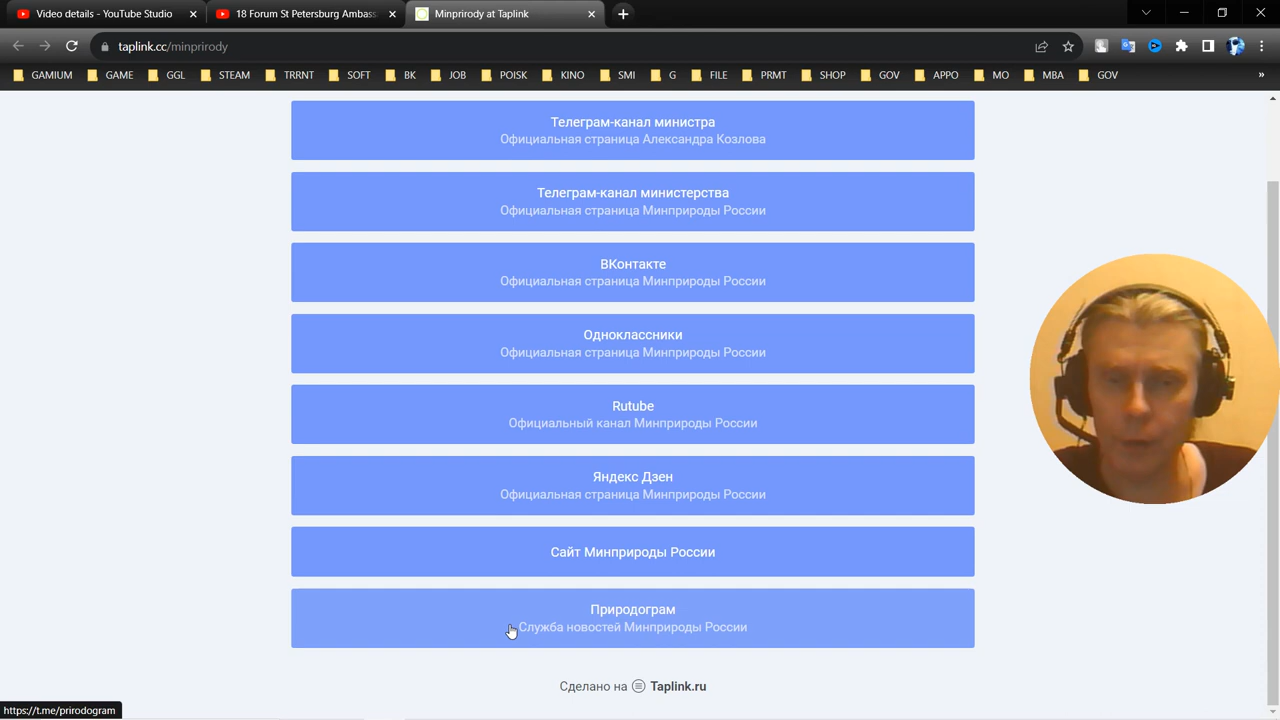 Video details - YouTube Studio
18 Forum St Petersburg Ambass
Minprirody at Taplink
taplink.cc/minprirody
GAMIUM GAME GGL STEAM TRRNT SOFT BK JOB POISK KINO SMI G FILE PRMT SHOP GOV APPO MO MBA GOV »
Телеграм-канал министра
Официальная страница Александра Козлова
Телеграм-канал министерства
Официальная страница Минприроды России
ВКонтакте
Официальная страница Минприроды России
Одноклассники
Официальная страница Минприроды России
Rutube
Официальный канал Минприроды России
Яндекс Дзен
Официальная страница Минприроды России
Сайт Минприроды России
Природограм
Служба новостей Минприроды России
Сделано на Taplink.ru
https://t.me/prirodogram